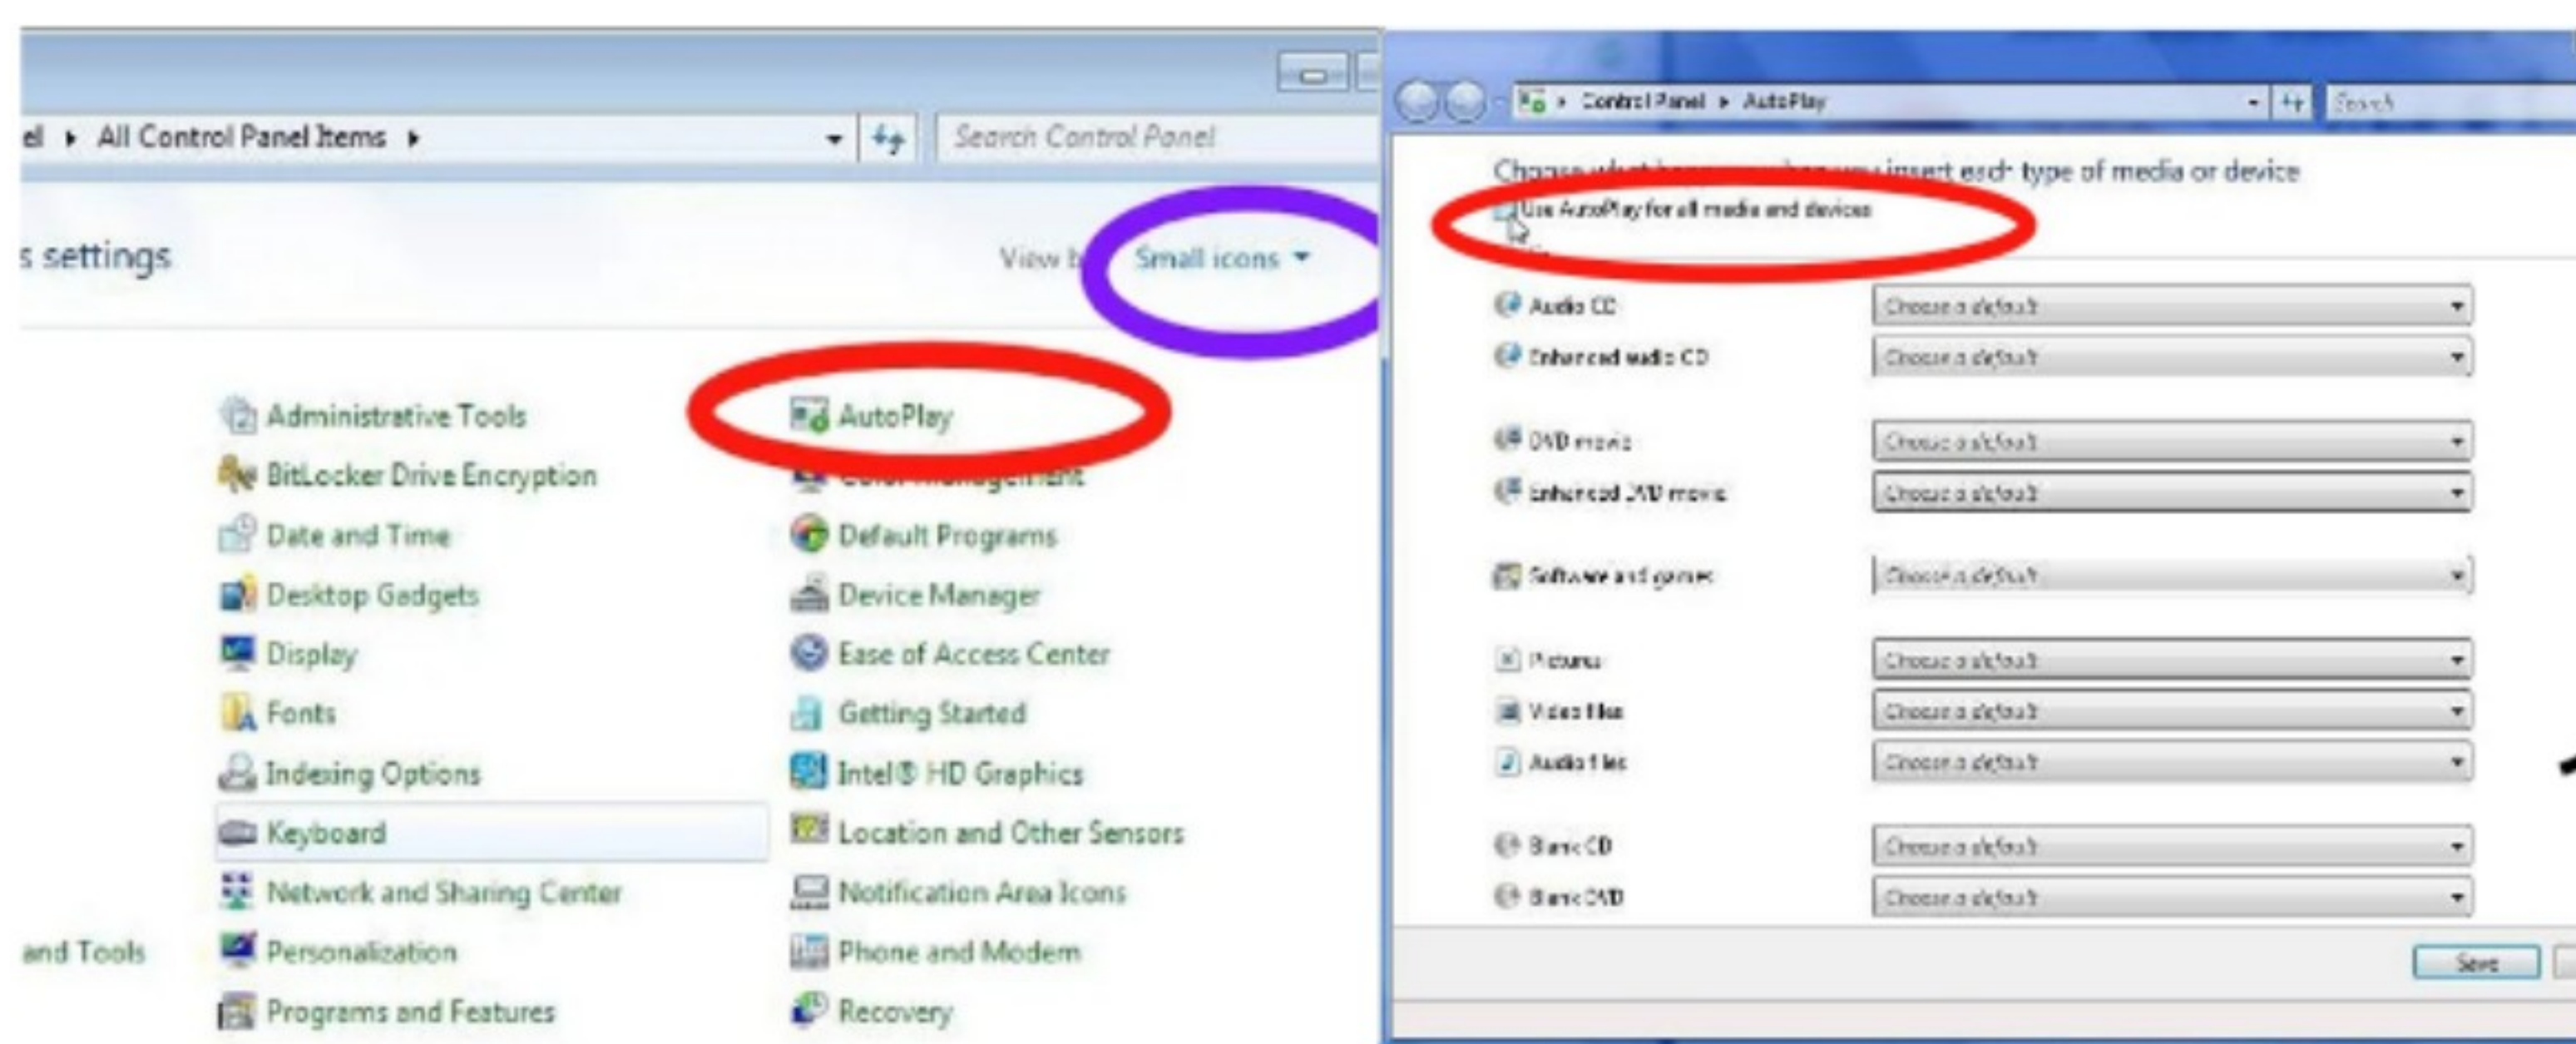 el ▸ All Control Panel Items ▸
Search Control Panel
s settings
View b
Small icons
Administrative Tools
AutoPlay
BitLocker Drive Encryption
Color Management
Date and Time
Default Programs
Desktop Gadgets
Device Manager
Display
Ease of Access Center
Fonts
Getting Started
Indexing Options
Intel® HD Graphics
Keyboard
Location and Other Sensors
Network and Sharing Center
Notification Area Icons
and Tools
Personalization
Phone and Modem
Programs and Features
Recovery
Control Panel ▸ AutoPlay
Search
Choose what you insert each type of media or device
Use AutoPlay for all media and devices
Audio CD
Choose a default
Enhanced audio CD
Choose a default
DVD movie
Choose a default
Enhanced DVD movie
Choose a default
Software and games
Choose a default
Pictures
Choose a default
Video files
Choose a default
Audio files
Choose a default
Blank CD
Choose a default
Blank DVD
Choose a default
Save